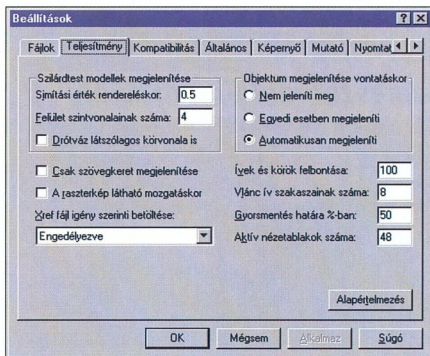 Beállítások
Fájlok
Teljesítmény
Kompatibilitás
Általános
Képernyő
Mutató
Nyomtat
Szilárdtest modellek megjelenítése
Sjmítási érték rendereléskor: 0.5
Felület szintvonalainak száma: 4
Drótváz látszólagos körvonala is
Objektum megjelenítése vontatáskor
Nem jeleníti meg
Egyedi esetben megjeleníti
Automatikusan megjeleníti
Csak szövegkeret megjelenítése
A raszterkép látható mozgatáskor
Xref fájl igény szerinti betöltése:
Engedélyezve
Ívek és körök felbontása: 100
Vlánc ív szakaszainak száma: 8
Gyorsmentés határa %-ban: 50
Aktív nézetablakok száma: 48
Alapértelmezés
OK
Mégsem
Alkalmaz
Súgó